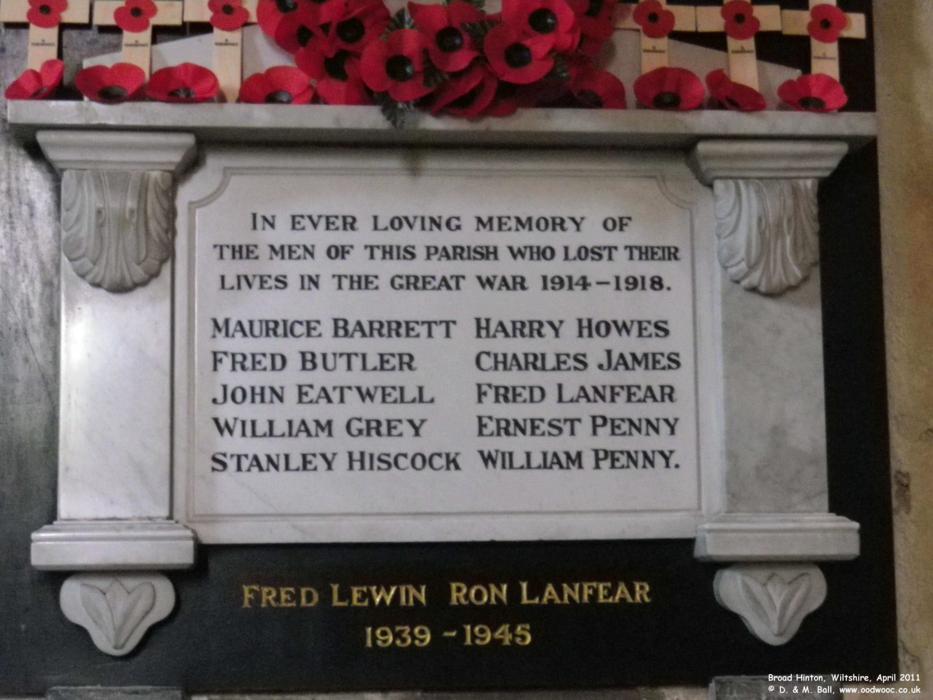 IN EVER LOVING MEMORY OF
THE MEN OF THIS PARISH WHO LOST THEIR
LIVES IN THE GREAT WAR 1914-1918.
MAURICE BARRETT HARRY HOWES
FRED BUTLER CHARLES JAMES
JOHN EATWELL FRED LANFEAR
WILLIAM GREY ERNEST PENNY
STANLEY HISCOCK WILLIAM PENNY.
FRED LEWIN RON LANFEAR
1939 - 1945
Broad Hinton, Wiltshire, April 2011
© D. & M. Ball, www.oodwooc.co.uk